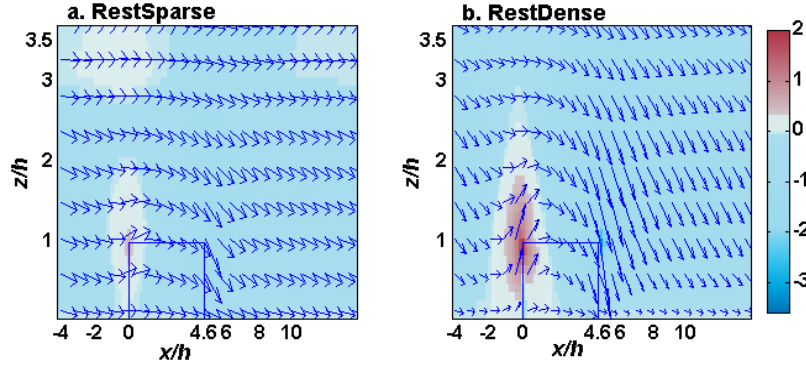 a. RestSparse
b. RestDense
3.5
3
2
1
z/h
-4 0 4.6 6 8 10
x/h
3.5
3
2
1
z/h
-4 -2 0 4.6 6 8 10
x/h
2
1
0
-1
-2
-3